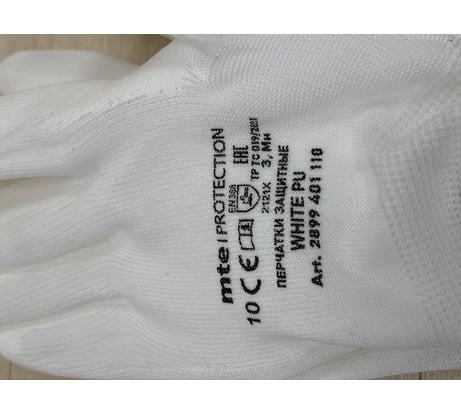 mte | PROTECTION
10 CE EN388 EAC
2121X ТР ТС 019/2011
3, Ми
ПЕРЧАТКИ ЗАЩИТНЫЕ
WHITE PU
Art. 2899 401 110